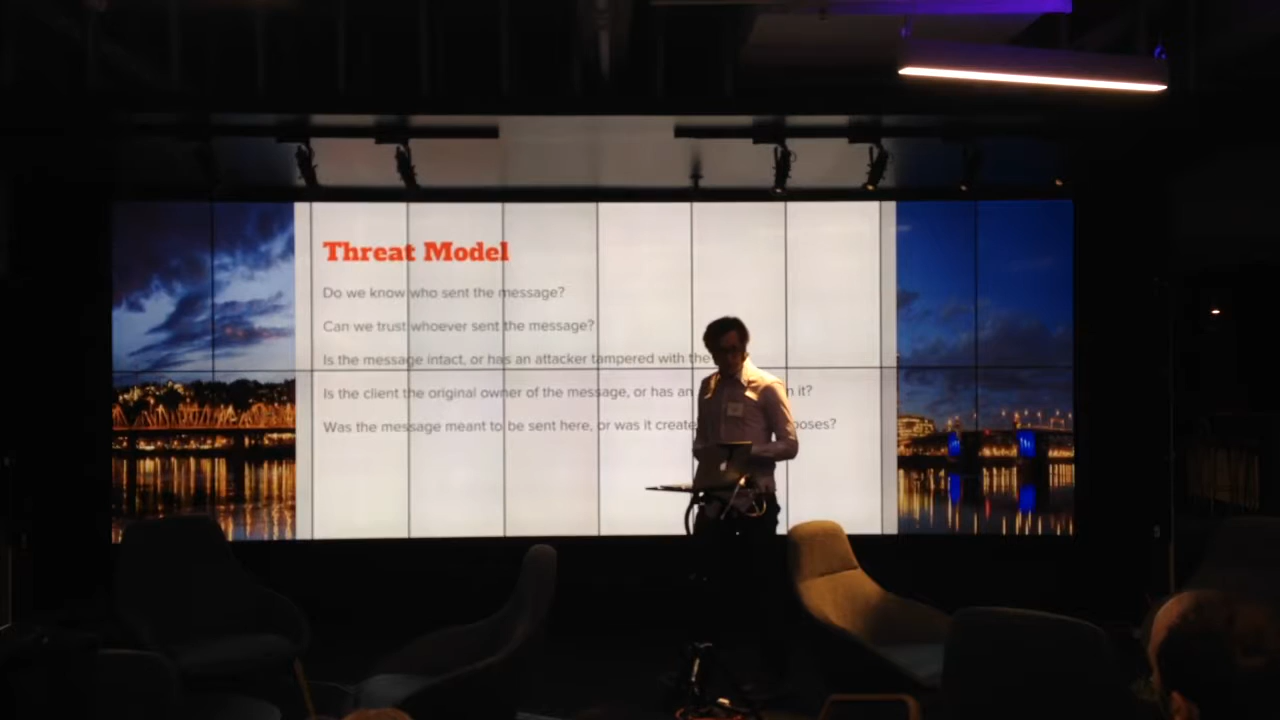 Threat Model
Do we know who sent the message?
Can we trust whoever sent the message?
Is the message intact, or has an attacker tampered with the
Is the client the original owner of the message, or has an it?
Was the message meant to be sent here, or was it